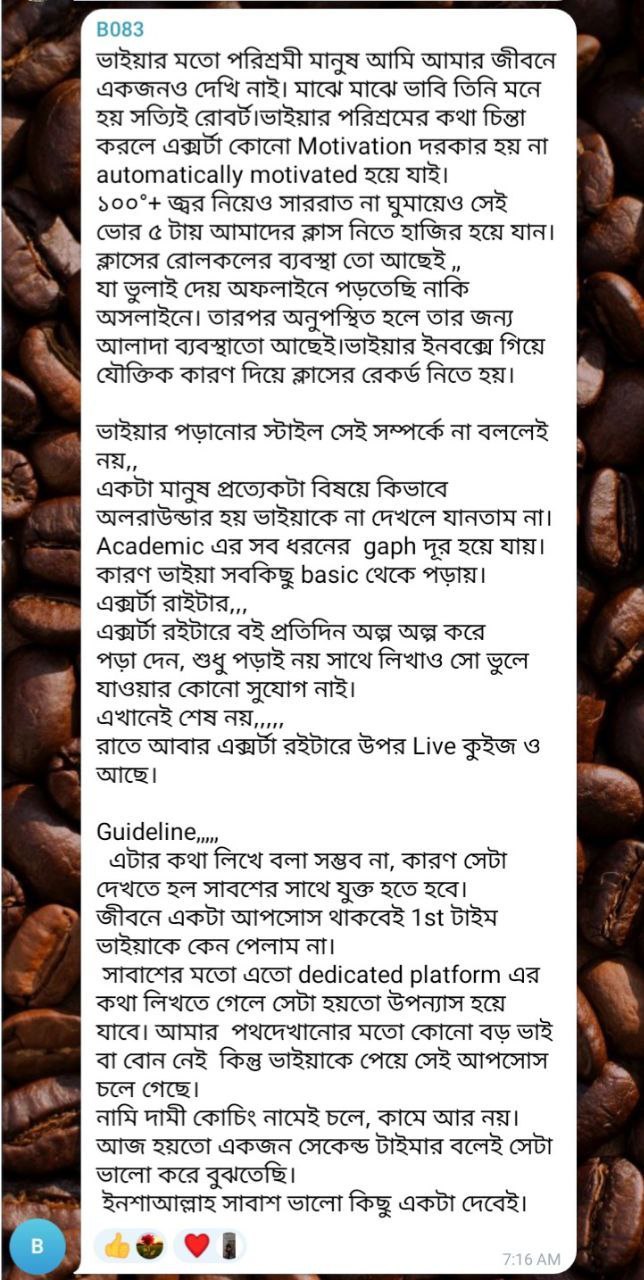 B083
ভাইয়ার মতো পরিশ্রমী মানুষ আমি আমার জীবনে
একজনও দেখি নাই। মাঝে মাঝে ভাবি তিনি মনে
হয় সত্যিই রোবর্ট।ভাইয়ার পরিশ্রমের কথা চিন্তা
করলে এক্সর্টা কোনো Motivation দরকার হয় না
automatically motivated হয়ে যাই।
১০০°+ জ্বর নিয়েও সাররাত না ঘুমায়েও সেই
ভোর ৫ টায় আমাদের ক্লাস নিতে হাজির হয়ে যান।
ক্লাসের রোলকলের ব্যবস্থা তো আছেই ,,
যা ভুলাই দেয় অফলাইনে পড়তেছি নাকি
অসলাইনে। তারপর অনুপস্থিত হলে তার জন্য
আলাদা ব্যবস্থাতো আছেই।ভাইয়ার ইনবক্সে গিয়ে
যৌক্তিক কারণ দিয়ে ক্লাসের রেকর্ড নিতে হয়।
ভাইয়ার পড়ানোর স্টাইল সেই সম্পর্কে না বললেই
নয়,,
একটা মানুষ প্রত্যেকটা বিষয়ে কিভাবে
অলরাউন্ডার হয় ভাইয়াকে না দেখলে যানতাম না।
Academic এর সব ধরনের gaph দূর হয়ে যায়।
কারণ ভাইয়া সবকিছু basic থেকে পড়ায়।
এক্সর্টা রাইটার,,,
এক্সর্টা রইটারে বই প্রতিদিন অল্প অল্প করে
পড়া দেন, শুধু পড়াই নয় সাথে লিখাও সো ভুলে
যাওয়ার কোনো সুযোগ নাই।
এখানেই শেষ নয়,,,,,
রাতে আবার এক্সর্টা রইটারে উপর Live কুইজ ও
আছে।
Guideline,,,,,
এটার কথা লিখে বলা সম্ভব না, কারণ সেটা
দেখতে হল সাবশের সাথে যুক্ত হতে হবে।
জীবনে একটা আপসোস থাকবেই 1st টাইম
ভাইয়াকে কেন পেলাম না।
সাবাশের মতো এতো dedicated platform এর
কথা লিখতে গেলে সেটা হয়তো উপন্যাস হয়ে
যাবে। আমার পথদেখানোর মতো কোনো বড় ভাই
বা বোন নেই কিন্তু ভাইয়াকে পেয়ে সেই আপসোস
চলে গেছে।
নামি দামী কোচিং নামেই চলে, কামে আর নয়।
আজ হয়তো একজন সেকেন্ড টাইমার বলেই সেটা
ভালো করে বুঝতেছি।
ইনশাআল্লাহ সাবাশ ভালো কিছু একটা দেবেই।
B
7:16 AM